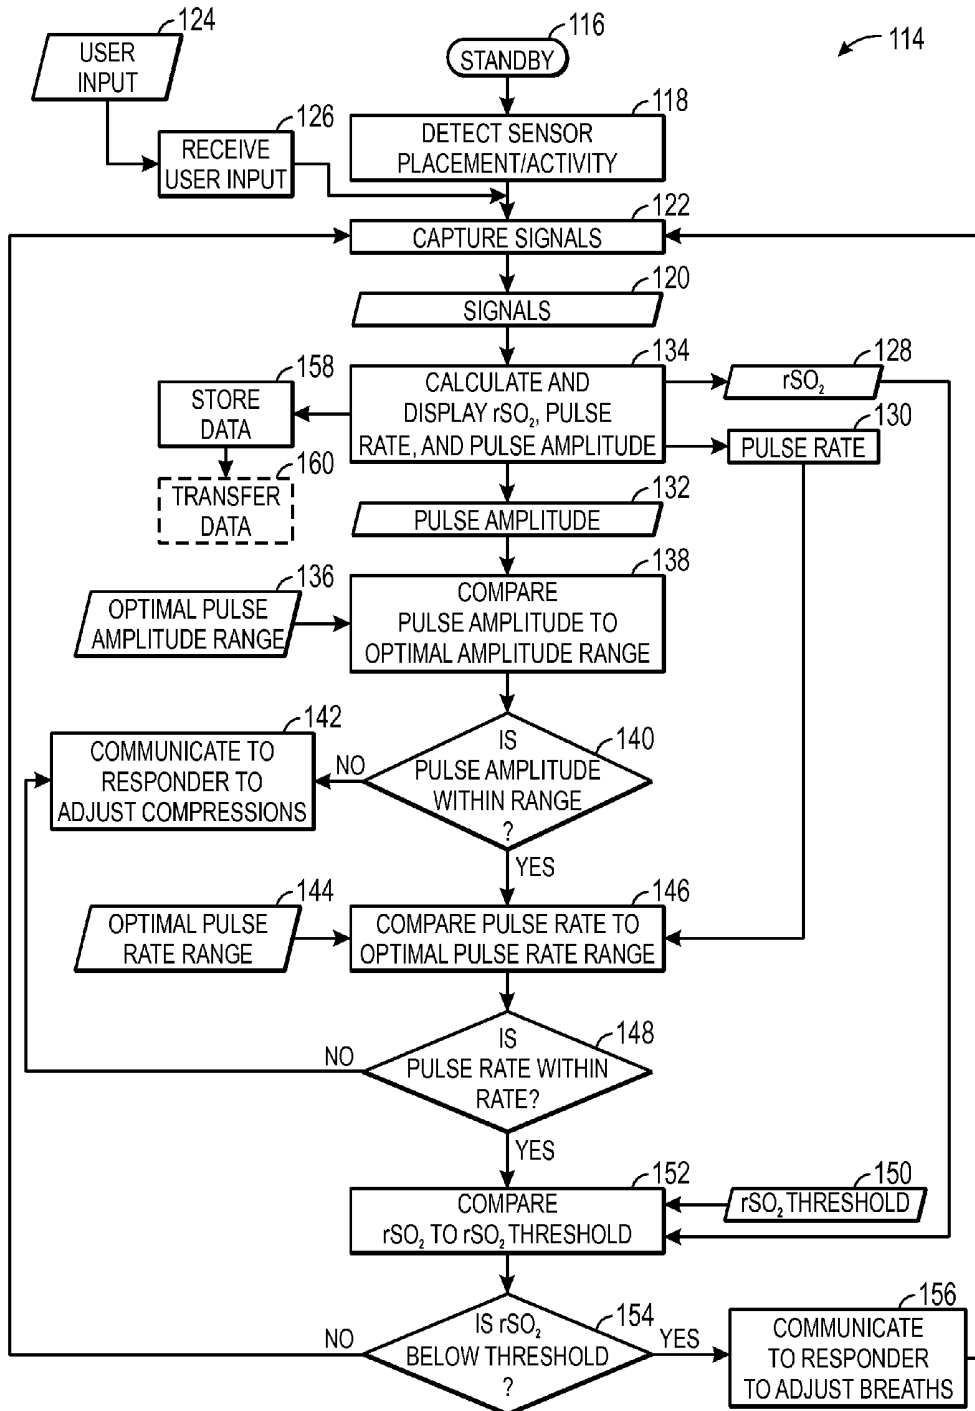 124
USER
INPUT
116
STANDBY
114
126
RECEIVE
USER INPUT
118
DETECT SENSOR
PLACEMENT/ACTIVITY
122
CAPTURE SIGNALS
120
SIGNALS
158
STORE
DATA
134
CALCULATE AND
DISPLAY rSO₂, PULSE
RATE, AND PULSE AMPLITUDE
128
rSO₂
130
PULSE RATE
160
TRANSFER
DATA
132
PULSE AMPLITUDE
136
OPTIMAL PULSE
AMPLITUDE RANGE
138
COMPARE
PULSE AMPLITUDE TO
OPTIMAL AMPLITUDE RANGE
142
COMMUNICATE TO
RESPONDER TO
ADJUST COMPRESSIONS
NO
140
IS
PULSE AMPLITUDE
WITHIN RANGE
?
YES
144
OPTIMAL PULSE
RATE RANGE
146
COMPARE PULSE RATE TO
OPTIMAL PULSE RATE RANGE
NO
148
IS
PULSE RATE WITHIN
RATE?
YES
152
COMPARE
rSO₂ TO rSO₂ THRESHOLD
150
rSO₂ THRESHOLD
NO
154
IS rSO₂
BELOW THRESHOLD
?
YES
156
COMMUNICATE
TO RESPONDER
TO ADJUST BREATHS